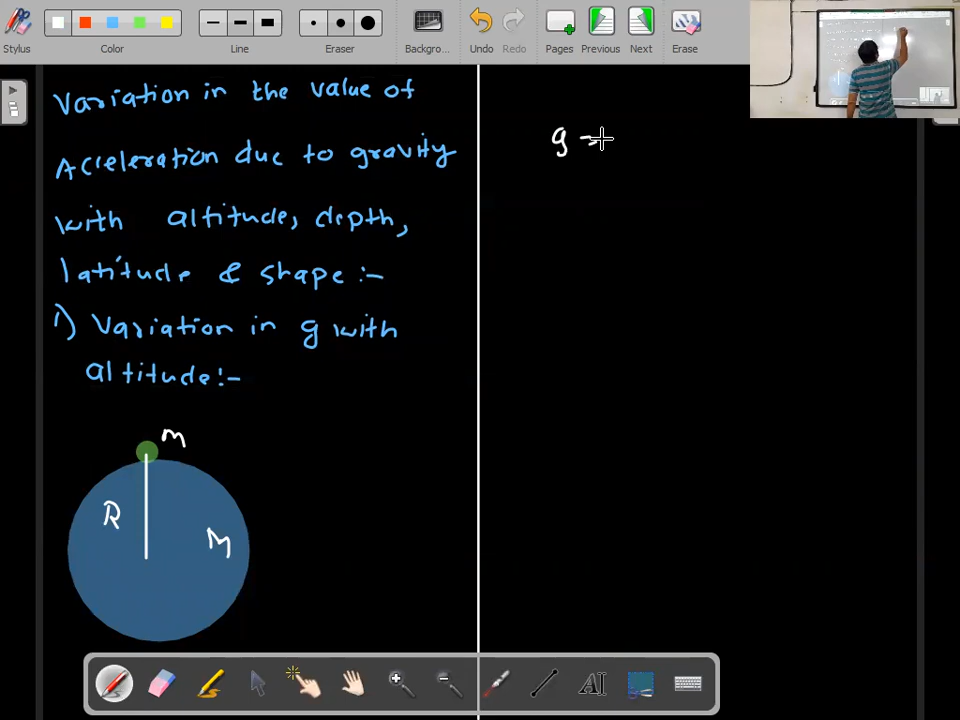 Stylus
Color
Line
Eraser
Backgro...
Undo
Redo
Pages
Previous
Next
Erase
Variation in the value of
Acceleration due to gravity
with altitude, depth,
latitude & shape:-
1) Variation in g with
altitude:-
m
R
M
g =
AI